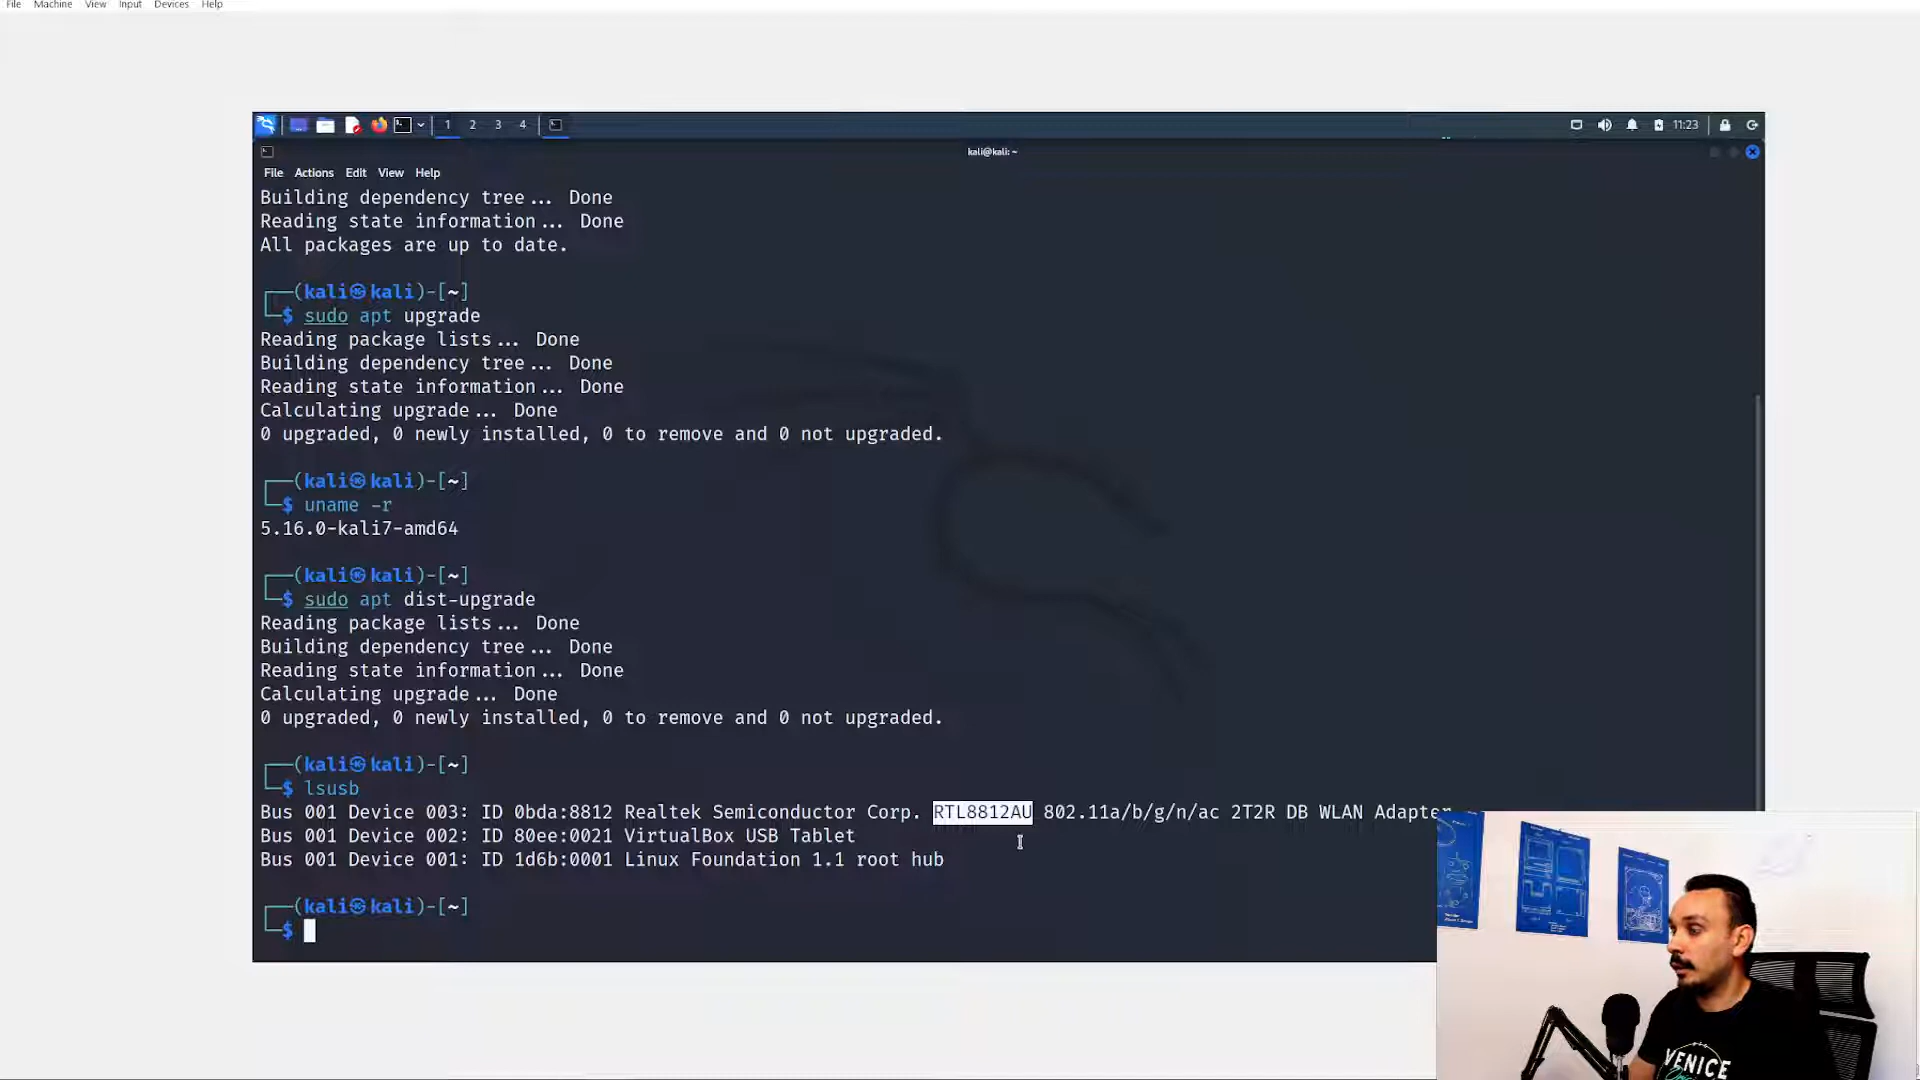 File Machine View Input Devices Help
1 2 3 4 11:23
kali@kali: ~
File Actions Edit View Help
Building dependency tree... Done
Reading state information... Done
All packages are up to date.
(kali㉿kali)-[~]
$ sudo apt upgrade
Reading package lists... Done
Building dependency tree... Done
Reading state information... Done
Calculating upgrade... Done
0 upgraded, 0 newly installed, 0 to remove and 0 not upgraded.
(kali㉿kali)-[~]
$ uname -r
5.16.0-kali7-amd64
(kali㉿kali)-[~]
$ sudo apt dist-upgrade
Reading package lists... Done
Building dependency tree... Done
Reading state information... Done
Calculating upgrade... Done
0 upgraded, 0 newly installed, 0 to remove and 0 not upgraded.
(kali㉿kali)-[~]
$ lsusb
Bus 001 Device 003: ID 0bda:8812 Realtek Semiconductor Corp. RTL8812AU 802.11a/b/g/n/ac 2T2R DB WLAN Adapter
Bus 001 Device 002: ID 80ee:0021 VirtualBox USB Tablet
Bus 001 Device 001: ID 1d6b:0001 Linux Foundation 1.1 root hub
(kali㉿kali)-[~]
$
VENICE